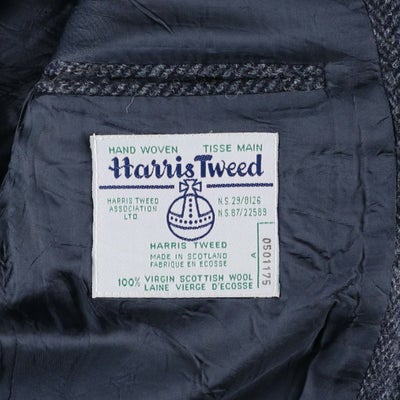 HAND WOVEN TISSE MAIN
Harris Tweed
HARRIS TWEED
ASSOCIATION
LTD
N.S. 29/0126
N.S. 87/22589
HARRIS TWEED
MADE IN SCOTLAND
FABRIQUE EN ECOSSE
100% VIRGIN SCOTTISH WOOL
LAINE VIERGE D'ECOSSE
A 0501175